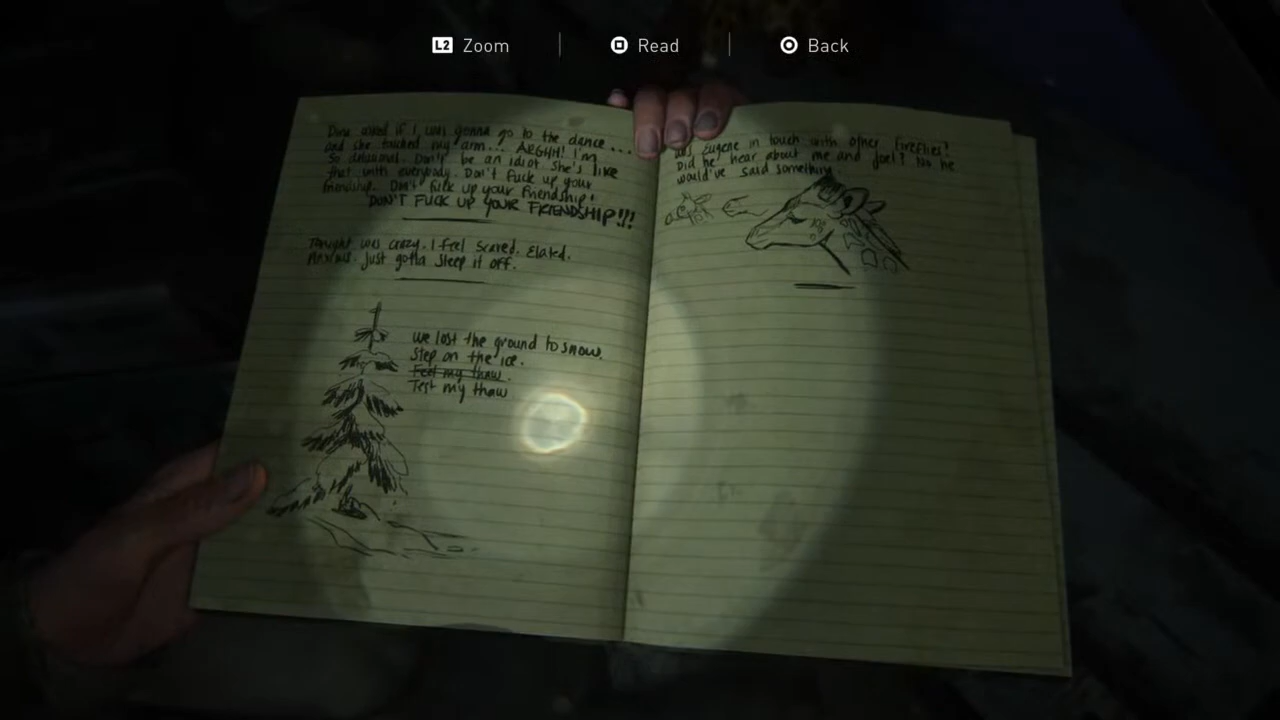 L2 Zoom
Read
Back
Dina asked if I was gonna go to the dance...
and she touched my arm... ARGHH! I'm
so delusional. Don't be an idiot. She's like
that with everybody. Don't fuck up your
friendship. Don't fuck up your friendship!
DON'T FUCK UP YOUR FRIENDSHIP!!!
Tonight was crazy. I feel scared. Elated.
Anxious. Just gotta sleep it off.
We lost the ground to snow.
Step on the ice.
Feel my thaw.
Test my thaw
Was Eugene in touch with other Fireflies?
Did he hear about me and Joel? No he
would've said something.